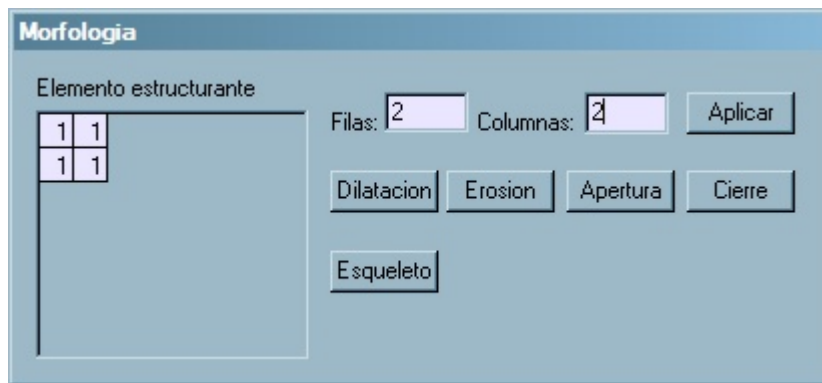 Morfologia
Elemento estructurante
1 1
1 1
Filas: 2 Columnas: 2 Aplicar
Dilatacion Erosion Apertura Cierre
Esqueleto